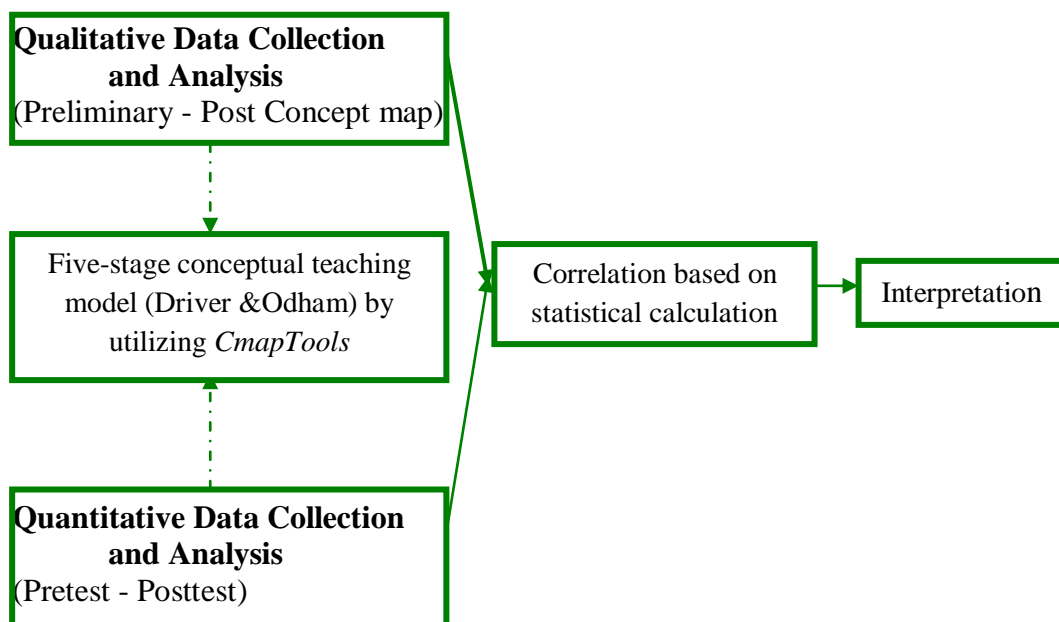 Qualitative Data Collection
and Analysis
(Preliminary - Post Concept map)
Five-stage conceptual teaching
model (Driver &Odham) by
utilizing CmapTools
Correlation based on
statistical calculation
Interpretation
Quantitative Data Collection
and Analysis
(Pretest - Posttest)